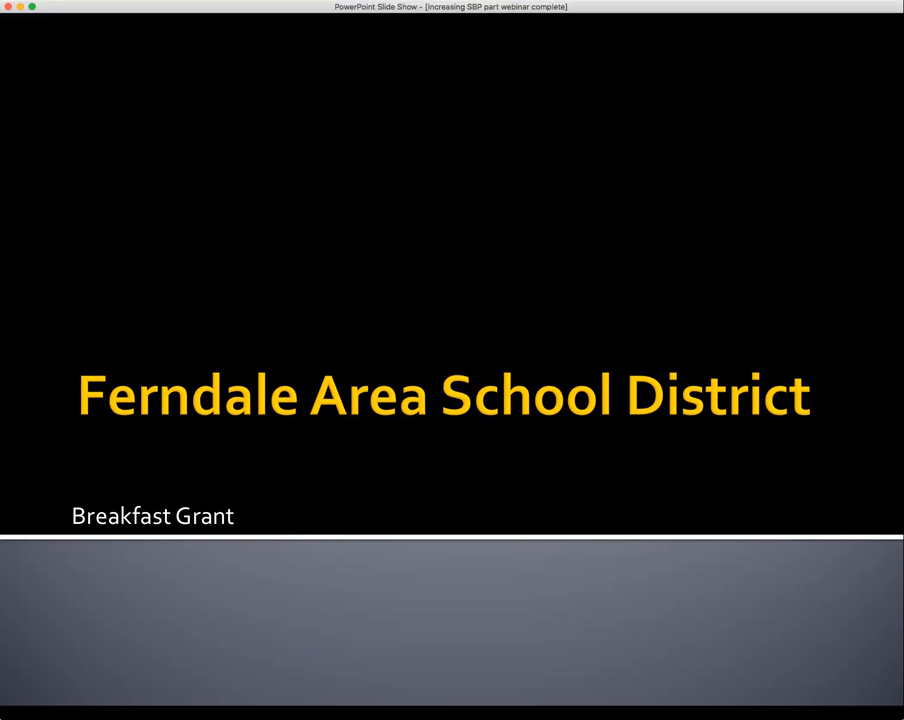 PowerPoint Slide Show - [Increasing SBP part webinar complete]
Ferndale Area School District
Breakfast Grant